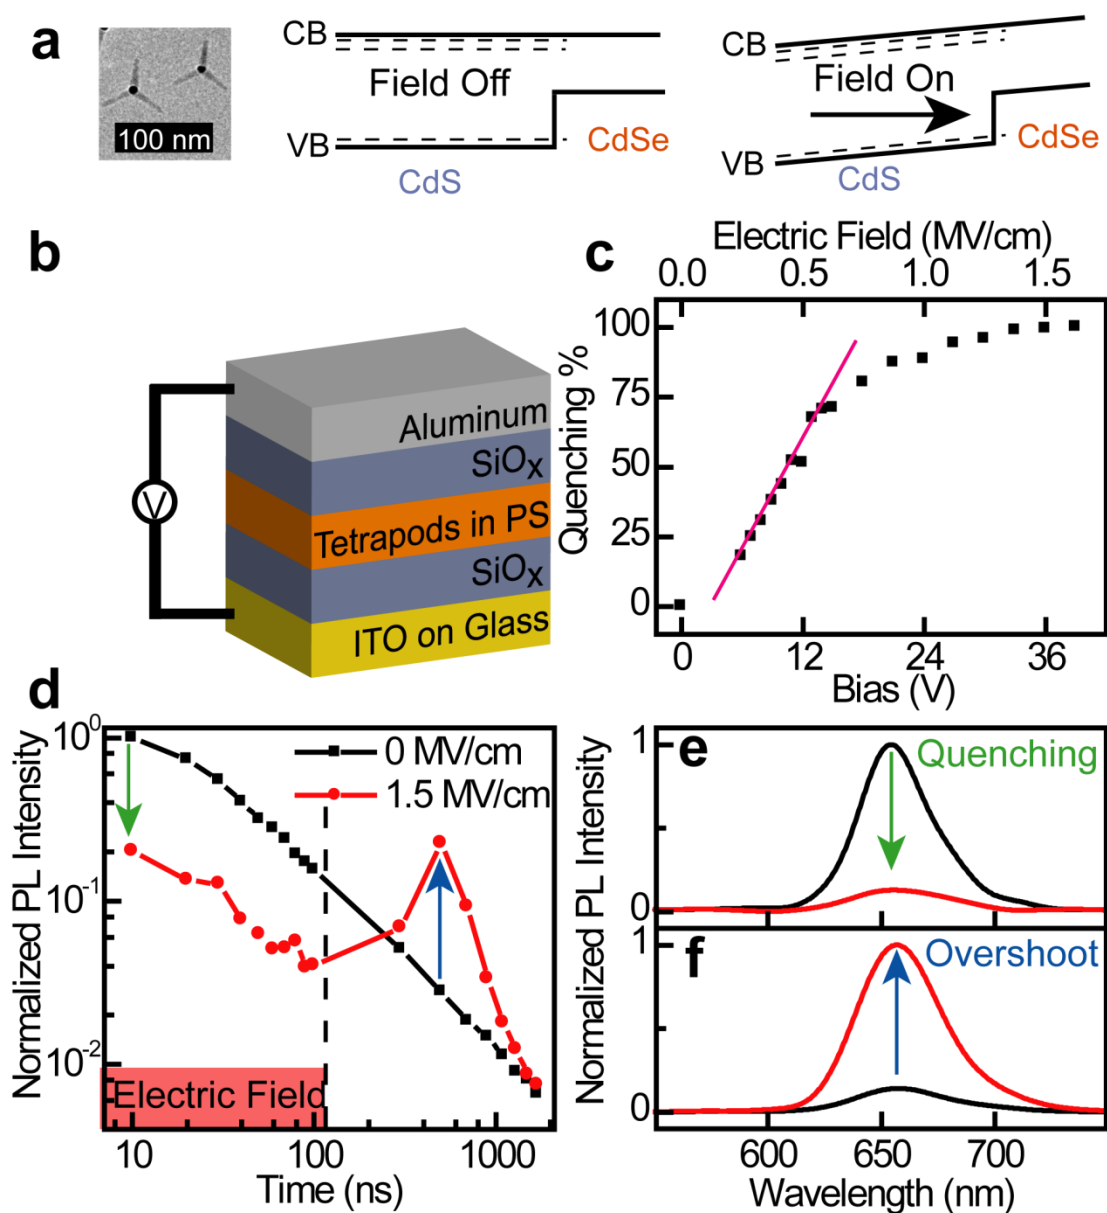 a
100 nm
CB
Field Off
VB
CdS
CdSe
CB
Field On
VB
CdS
CdSe
b
Aluminum
SiOx
Tetrapods in PS
SiOx
ITO on Glass
V
c
Electric Field (MV/cm)
0.0 0.5 1.0 1.5
Quenching %
100
75
50
25
0
0 12 24 36
Bias (V)
d
Normalized PL Intensity
10^0
10^-1
10^-2
0 MV/cm
1.5 MV/cm
Electric Field
10 100 1000
Time (ns)
Normalized PL Intensity
e
Quenching
1
0
f
Overshoot
1
0
600 650 700
Wavelength (nm)